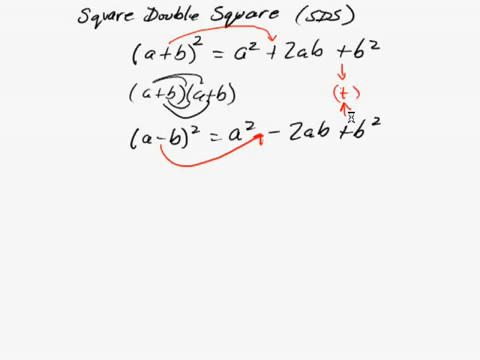 Square Double Square (SDS)
(a+b)² = a² + 2ab + b²
(a+b)(a+b) (+)
(a-b)² = a² - 2ab + b²